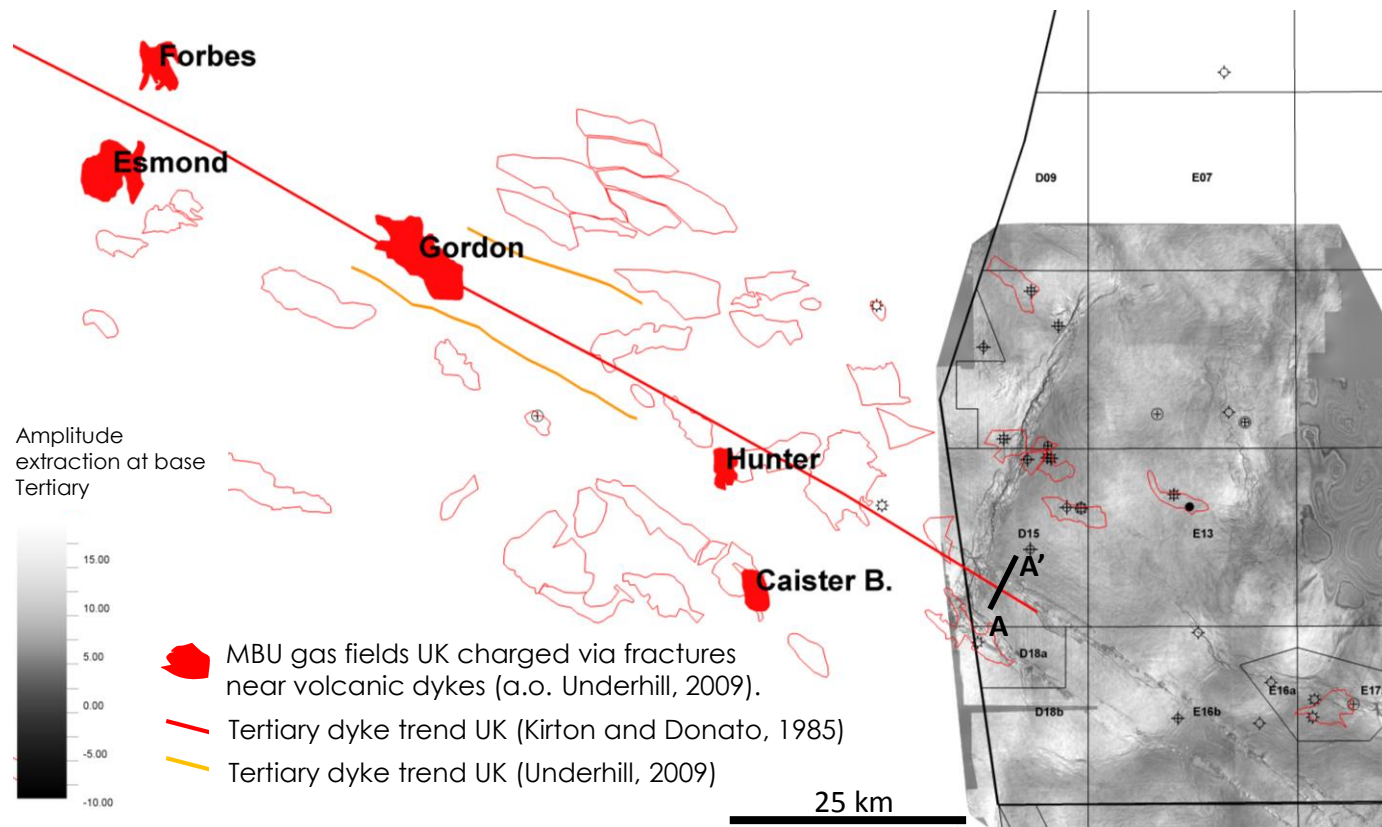 Forbes
Esmond
D09
E07
Gordon
Amplitude
extraction at base
Tertiary
Hunter
15.00
10.00
5.00
0.00
-5.00
-10.00
D15
E13
A'
A
Caister B.
MBU gas fields UK charged via fractures
near volcanic dykes (a.o. Underhill, 2009).
Tertiary dyke trend UK (Kirton and Donato, 1985)
Tertiary dyke trend UK (Underhill, 2009)
D18a
D18b
E16b
E16a
E17
25 km